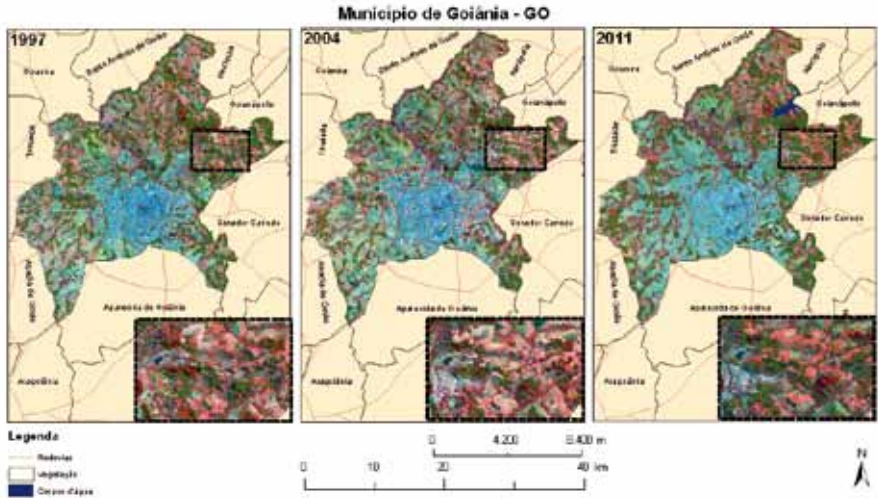 Município de Goiânia - GO
1997
2004
2011
Goianira
Santo Antônio de Goiás
Nerópolis
Goianápolis
Trindade
Senador Canedo
Abadia de Goiás
Aparecida de Goiânia
Aragoiânia
Goianira
Santo Antônio de Goiás
Nerópolis
Goianápolis
Trindade
Senador Canedo
Abadia de Goiás
Aparecida de Goiânia
Aragoiânia
Goianira
Santo Antônio de Goiás
Nerópolis
Goianápolis
Trindade
Senador Canedo
Abadia de Goiás
Aparecida de Goiânia
Aragoiânia
Legenda
Rodovias
vegetação
Corpos d'água
0 4.200 8.400 m
0 10 20 40 km
N